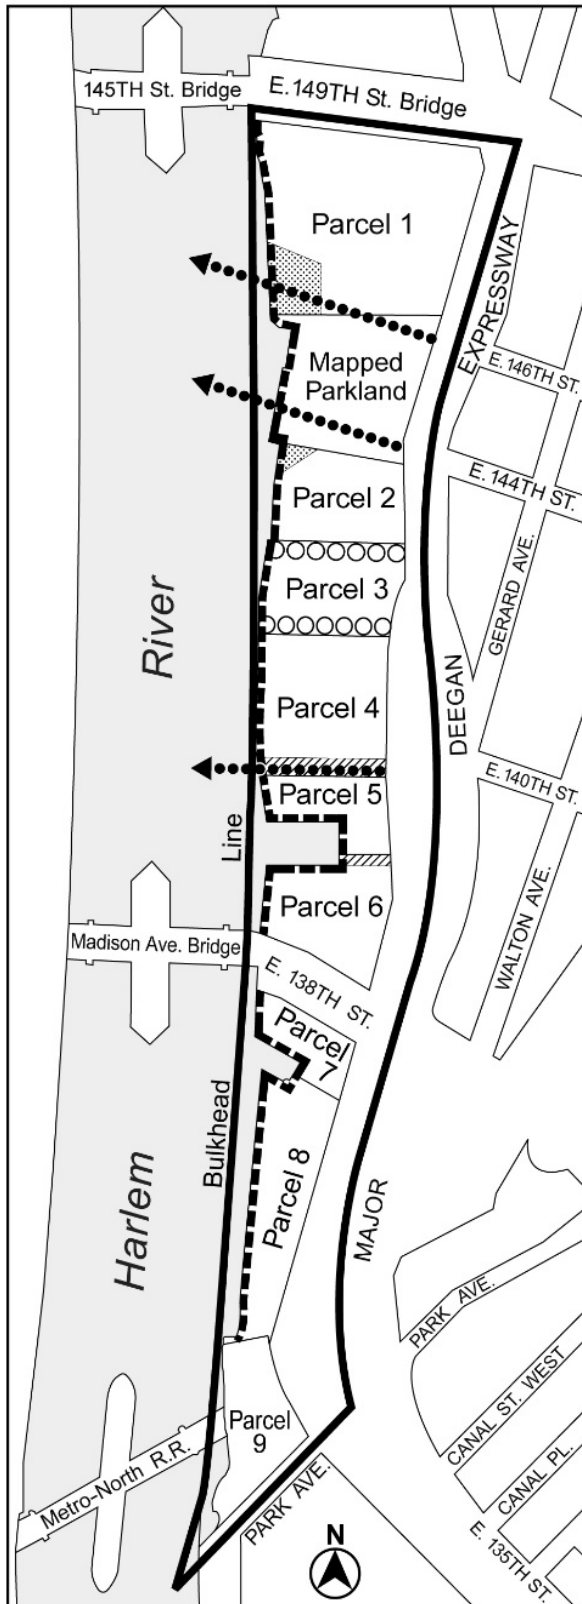 145TH St. Bridge
E. 149TH St. Bridge
Parcel 1
EXPRESSWAY
E. 146TH ST.
Mapped
Parkland
E. 144TH ST.
Parcel 2
GERARD AVE.
Parcel 3
River
DEEGAN
Parcel 4
E. 140TH ST.
Parcel 5
Line
WALTON AVE.
Parcel 6
Madison Ave. Bridge
E. 138TH ST.
Parcel
7
Bulkhead
Parcel 8
Harlem
MAJOR
PARK AVE.
CANAL ST. WEST
Parcel
9
Metro-North R.R.
CANAL PL.
PARK AVE.
E. 135TH ST.
N